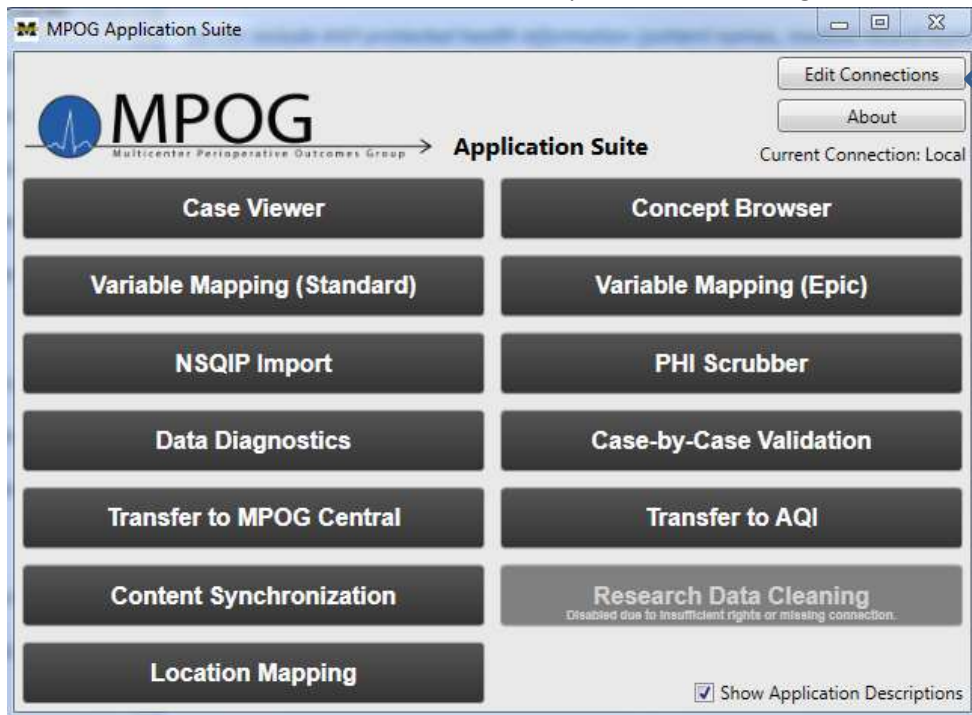 MPOG Application Suite
Edit Connections
About
MPOG
Multicenter Perioperative Outcomes Group
Application Suite
Current Connection: Local
Case Viewer
Concept Browser
Variable Mapping (Standard)
Variable Mapping (Epic)
NSQIP Import
PHI Scrubber
Data Diagnostics
Case-by-Case Validation
Transfer to MPOG Central
Transfer to AQI
Content Synchronization
Research Data Cleaning
Disabled due to insufficient rights or missing connection.
Location Mapping
Show Application Descriptions